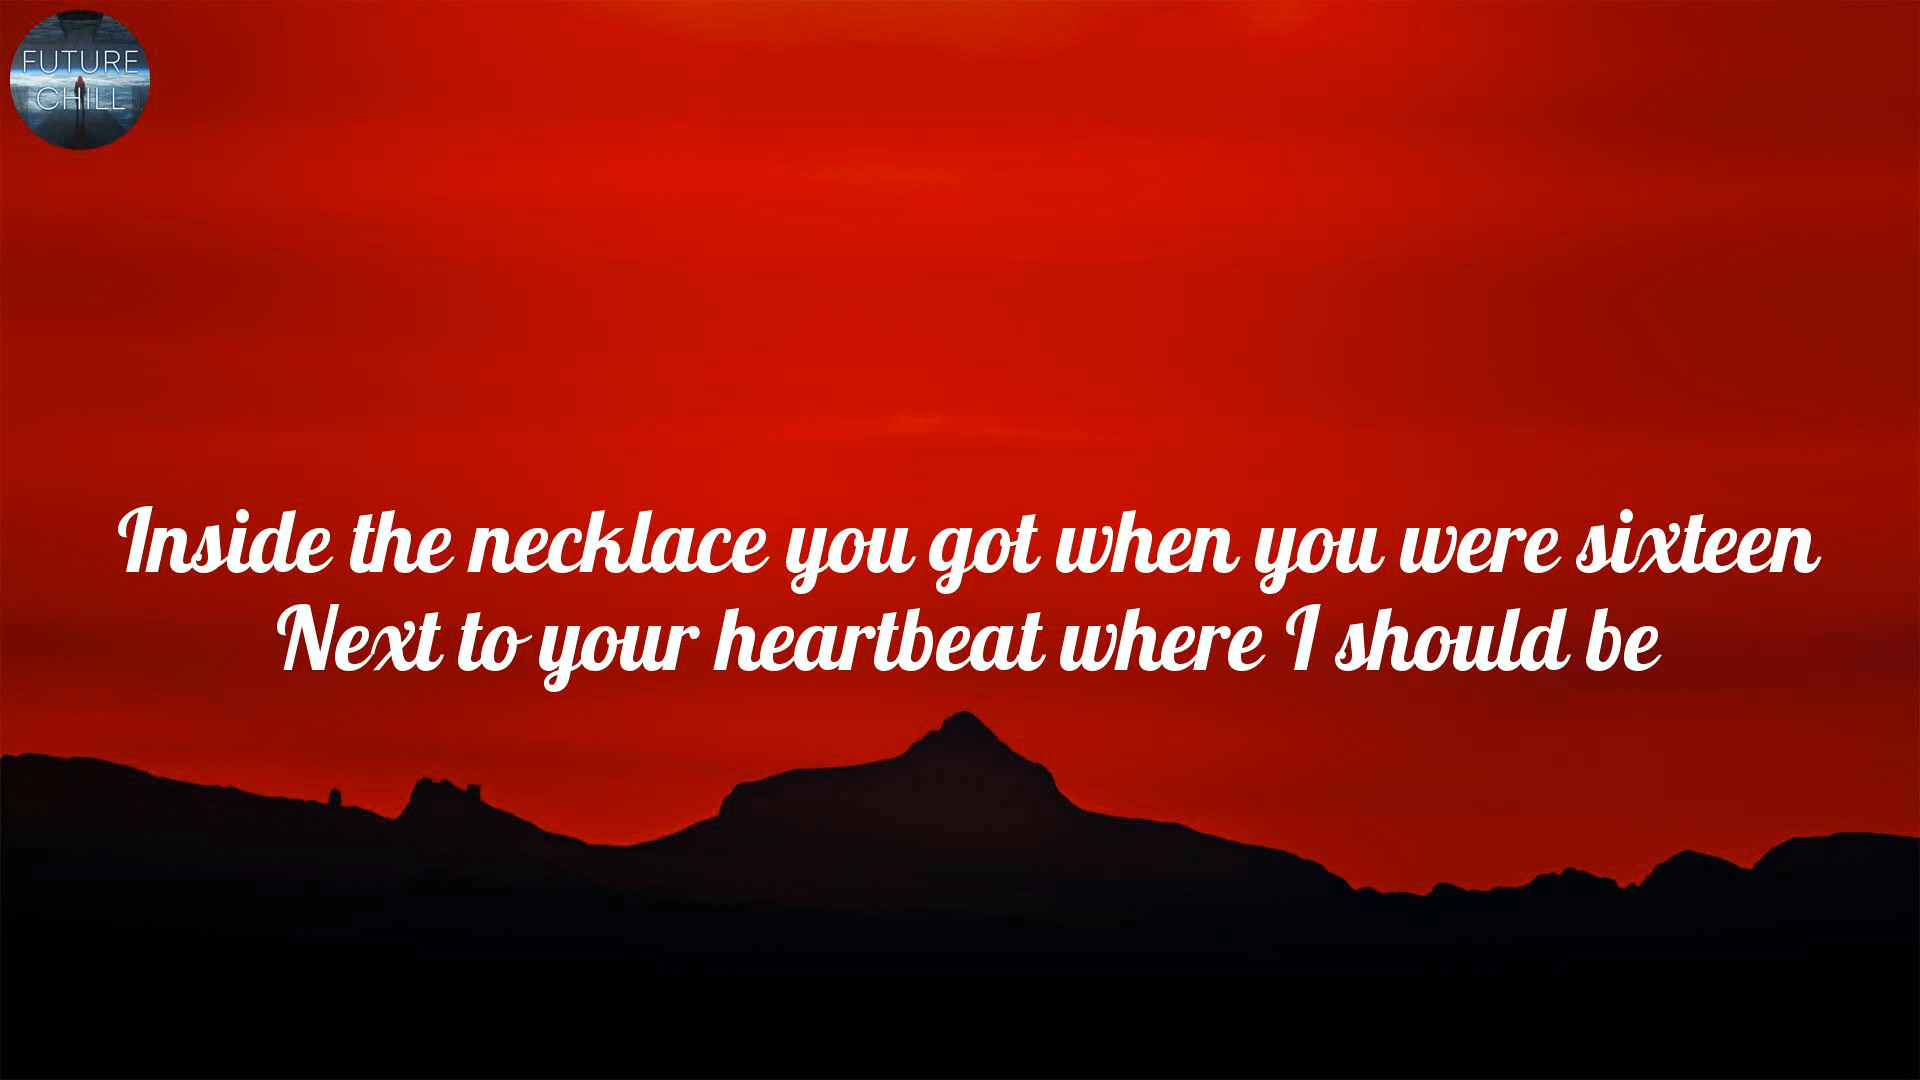 FUTURE
CHILL
Inside the necklace you got when you were sixteen
Next to your heartbeat where I should be